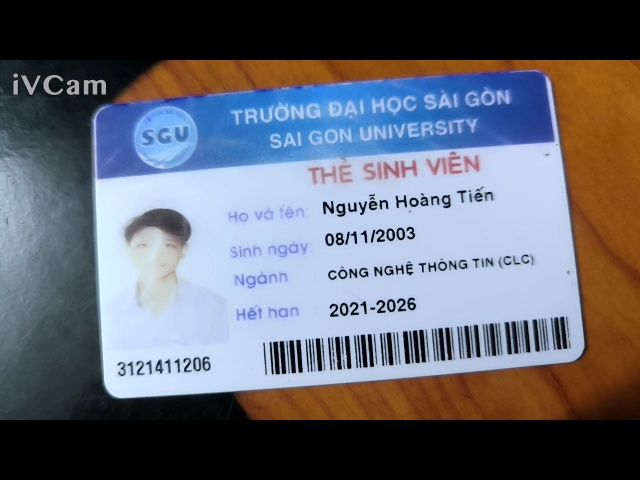 iVCam
SGU
TRƯỜNG ĐẠI HỌC SÀI GÒN
SAI GON UNIVERSITY
THẺ SINH VIÊN
Họ và tên: Nguyễn Hoàng Tiến
Sinh ngày: 08/11/2003
Ngành CÔNG NGHỆ THÔNG TIN (CLC)
Hết hạn 2021-2026
3121411206